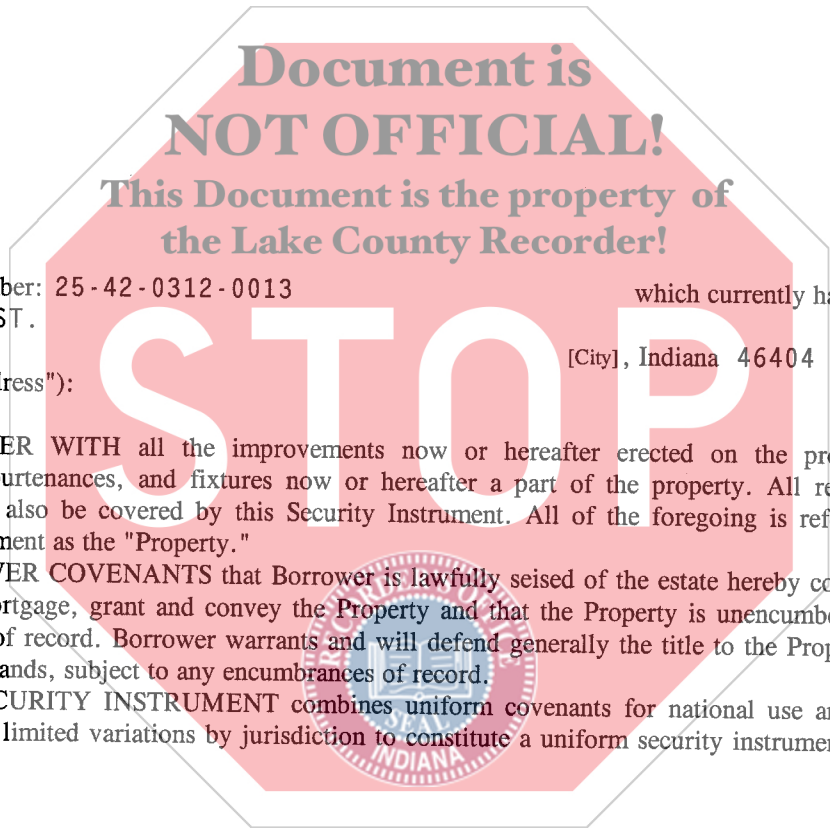 Document is
NOT OFFICIAL!
This Document is the property of
the Lake County Recorder!
ber: 25-42-0312-0013 which currently ha
ST.
[City], Indiana 46404
ress"):
STOP
ER WITH all the improvements now or hereafter erected on the pro
urtenances, and fixtures now or hereafter a part of the property. All re
also be covered by this Security Instrument. All of the foregoing is ref
ment as the "Property."
VER COVENANTS that Borrower is lawfully seised of the estate hereby co
rtgage, grant and convey the Property and that the Property is unencumbe
of record. Borrower warrants and will defend generally the title to the Prop
ands, subject to any encumbrances of record.
CURITY INSTRUMENT combines uniform covenants for national use an
limited variations by jurisdiction to constitute a uniform security instrumen
RECORDER'S OFFICE
SEAL
INDIANA